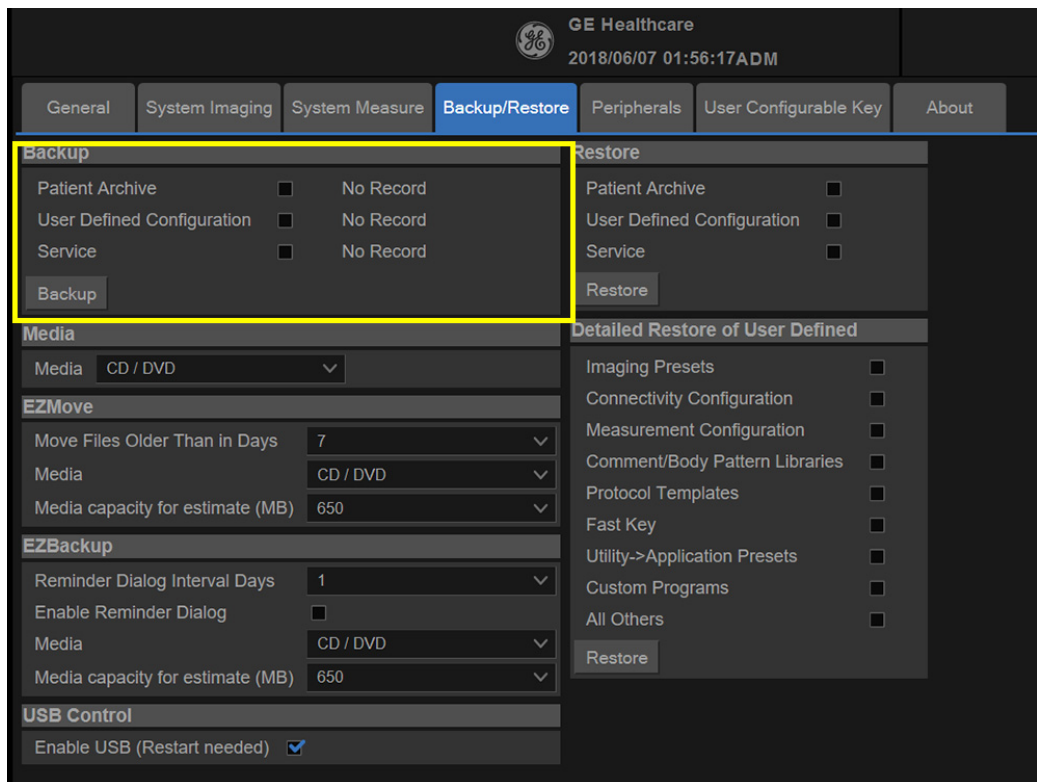 GE Healthcare
2018/06/07 01:56:17ADM
General
System Imaging
System Measure
Backup/Restore
Peripherals
User Configurable Key
About
Backup
Patient Archive No Record
User Defined Configuration No Record
Service No Record
Backup
Media
Media CD / DVD
EZMove
Move Files Older Than in Days 7
Media CD / DVD
Media capacity for estimate (MB) 650
EZBackup
Reminder Dialog Interval Days 1
Enable Reminder Dialog
Media CD / DVD
Media capacity for estimate (MB) 650
USB Control
Enable USB (Restart needed)
Restore
Patient Archive
User Defined Configuration
Service
Restore
Detailed Restore of User Defined
Imaging Presets
Connectivity Configuration
Measurement Configuration
Comment/Body Pattern Libraries
Protocol Templates
Fast Key
Utility->Application Presets
Custom Programs
All Others
Restore